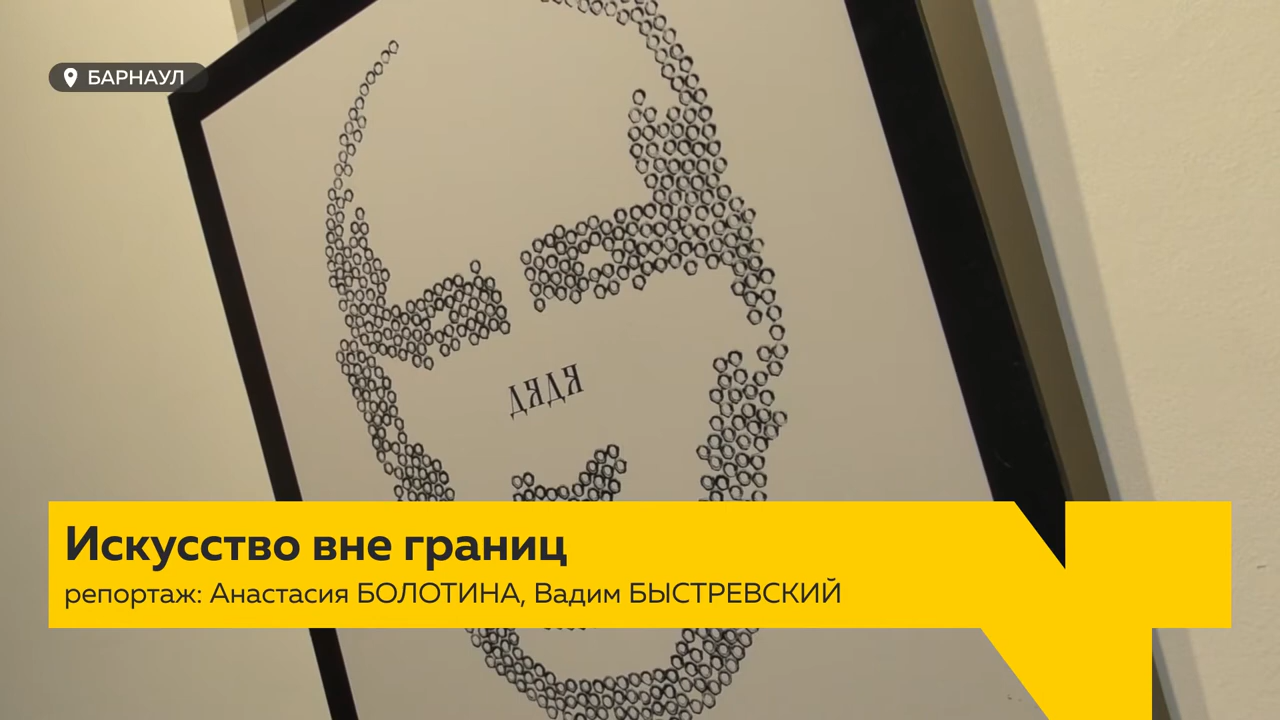 БАРНАУЛ
ДЯДЯ
Искусство вне границ
репортаж: Анастасия БОЛОТИНА, Вадим БЫСТРЕВСКИЙ